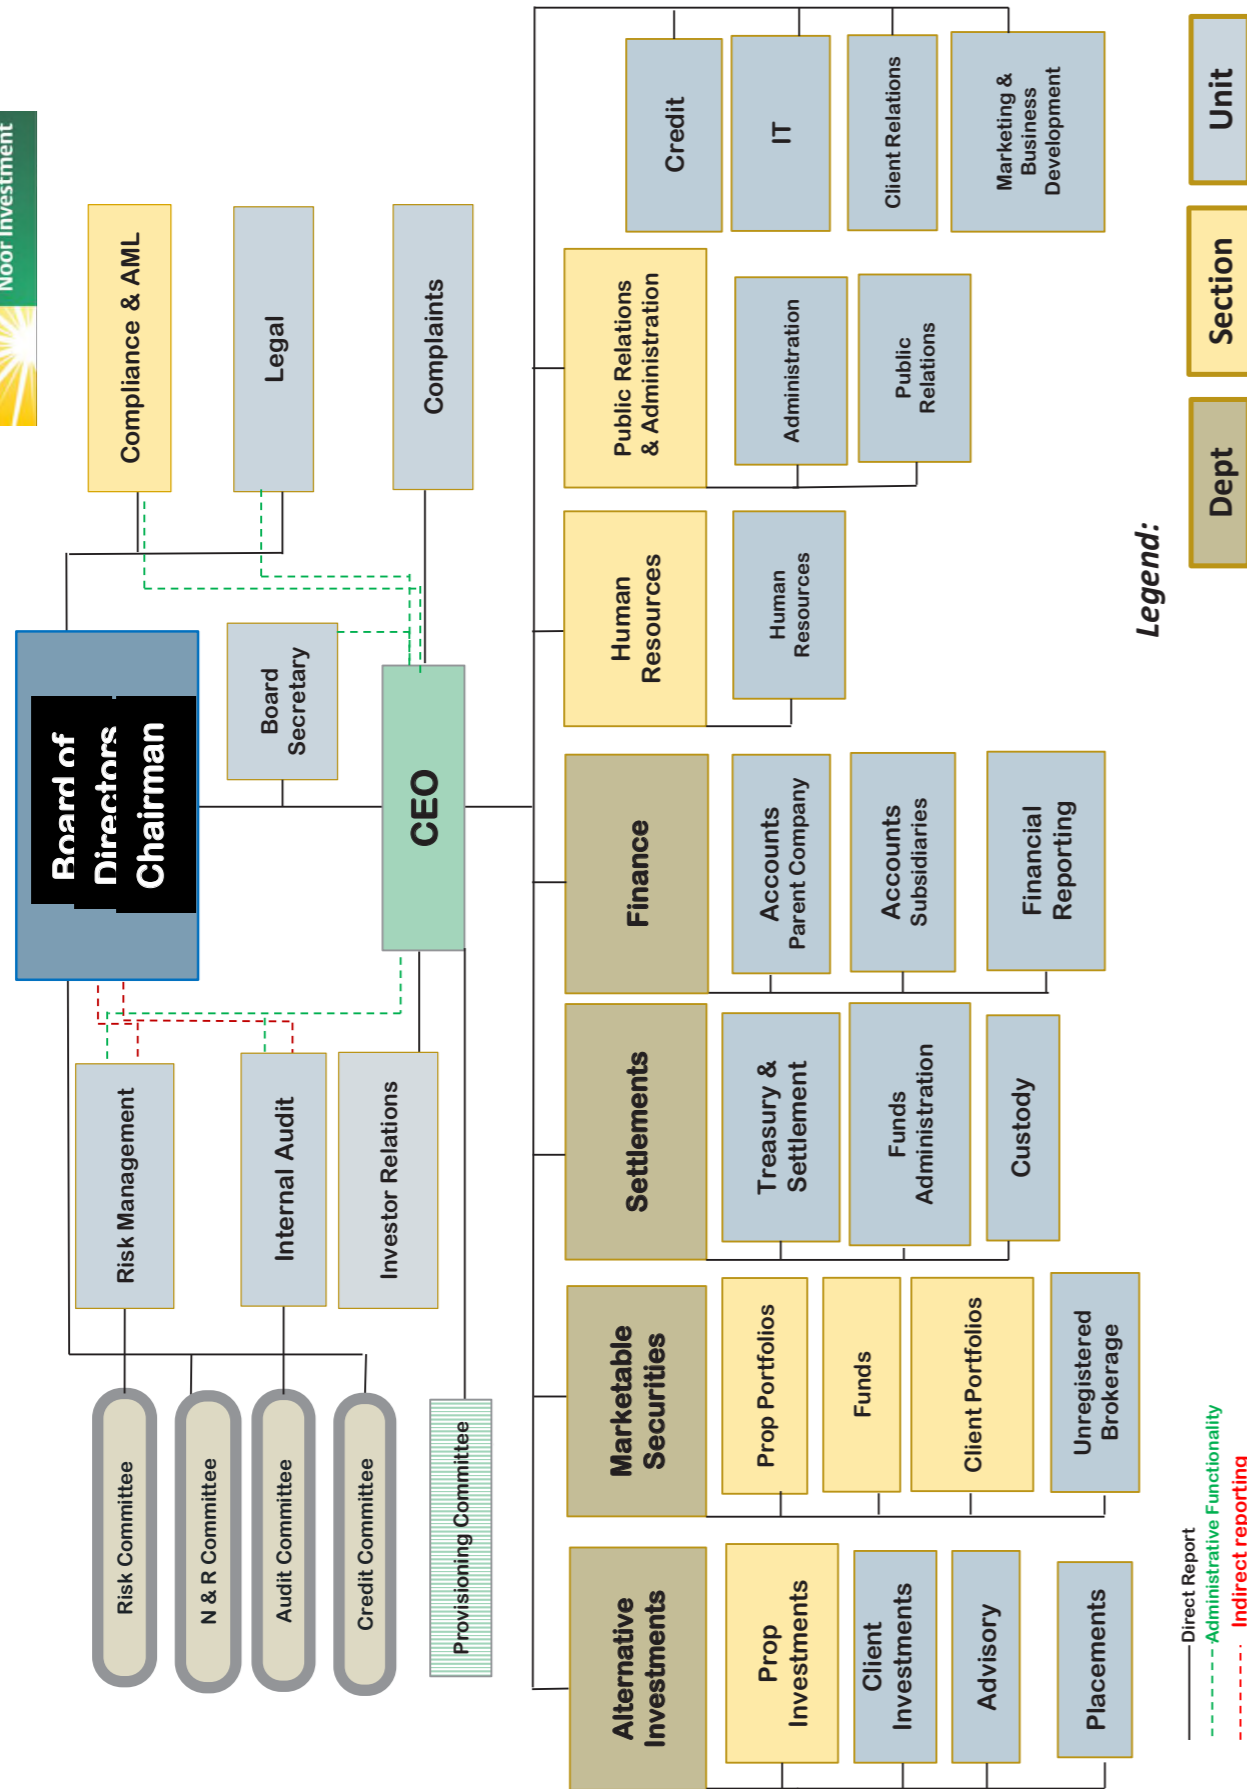 Noor Investment
Board of
Directors
Chairman
Compliance & AML
Legal
Complaints
Board
Secretary
CEO
Risk Management
Internal Audit
Investor Relations
Risk Committee
N & R Committee
Audit Committee
Credit Committee
Provisioning Committee
Alternative
Investments
Prop
Investments
Client
Investments
Advisory
Placements
Marketable
Securities
Prop Portfolios
Funds
Client Portfolios
Unregistered
Brokerage
Settlements
Treasury &
Settlement
Funds
Administration
Custody
Finance
Accounts
Parent Company
Accounts
Subsidiaries
Financial
Reporting
Human
Resources
Human
Resources
Public Relations
& Administration
Administration
Public
Relations
Credit
IT
Client Relations
Marketing &
Business
Development
Direct Report
Administrative Functionality
Indirect reporting
Legend:
Dept
Section
Unit